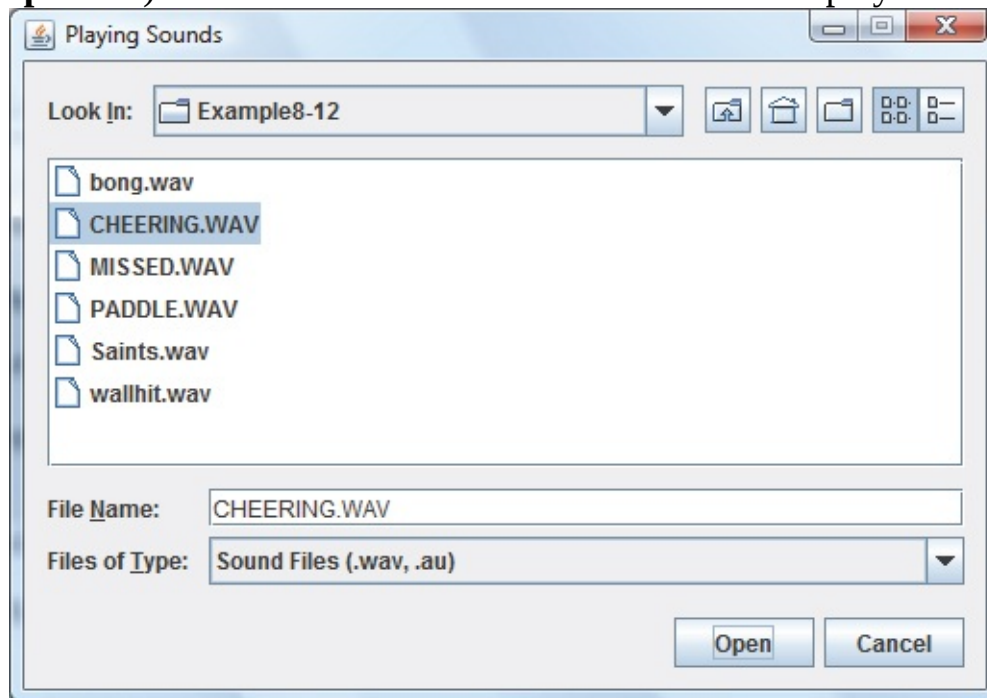 Playing Sounds
Look In: Example8-12
bong.wav
CHEERING.WAV
MISSED.WAV
PADDLE.WAV
Saints.wav
wallhit.wav
File Name: CHEERING.WAV
Files of Type: Sound Files (.wav, .au)
Open Cancel